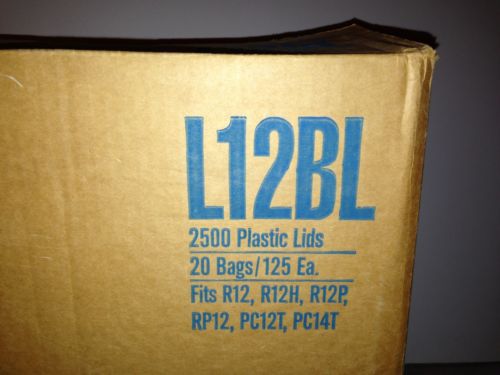 L12BL
2500 Plastic Lids
20 Bags/125 Ea.
Fits R12, R12H, R12P,
RP12, PC12T, PC14T